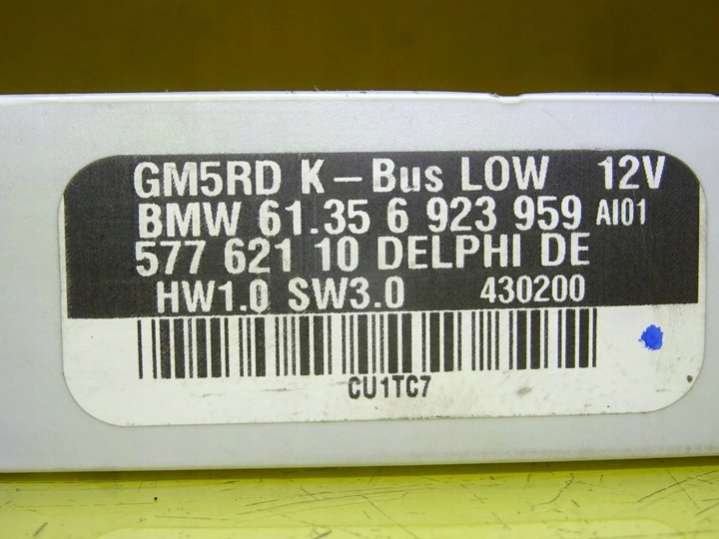 GM5RD K-Bus LOW 12V
BMW 61.35 6 923 959 AI01
577 621 10 DELPHI DE
HW1.0 SW3.0 430200
CU1TC7